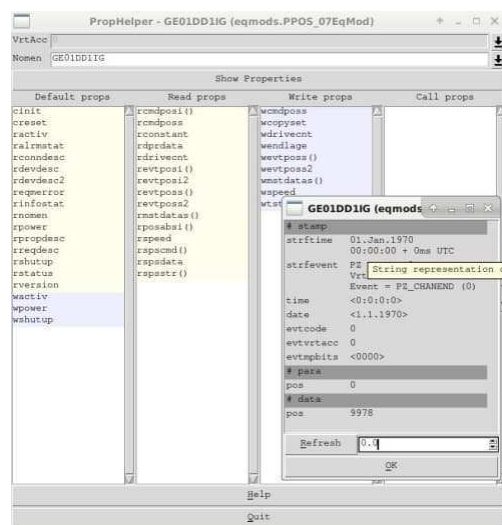 PropHelper - GE01DD1IG (eqmods.PPOS_07EqMod)
VrtAcc 0
Nomen GE01DD1IG
Show Properties
Default props Read props Write props Call props
cinit rcmdposi() wcmdposs
creset rcmdposs wcopyset
ractiv rconstant wdrivecnt
ralrmstat rdprdata wendlage
rconndesc rdrivecnt wevtposs()
rdevdesc revtposi() wevtposs2
rdevdesc2 revtposi2 wmstdatas()
reqmerror revtposs() wspeed
rinfostat revtposs2
rnomen rmstdatas()
rpower rposabsi()
rpropdesc rspeed
rreqdesc rspscmd()
rshutup rspsdata
rstatus rspsstr()
rversion
wactiv
wpower
wshutup
GE01DD1IG (eqmods
# stamp
strftime 01.Jan.1970
00:00:00 + 0ms UTC
strfevent PZ
String representation
Event = PZ_CHANEND (0)
time <0:0:0:0>
date <1.1.1970>
evtcode 0
evtvrtacc 0
evtmpbits <0000>
# para
pos 0
# data
pos 9978
Refresh 0.0
OK
Help
Quit